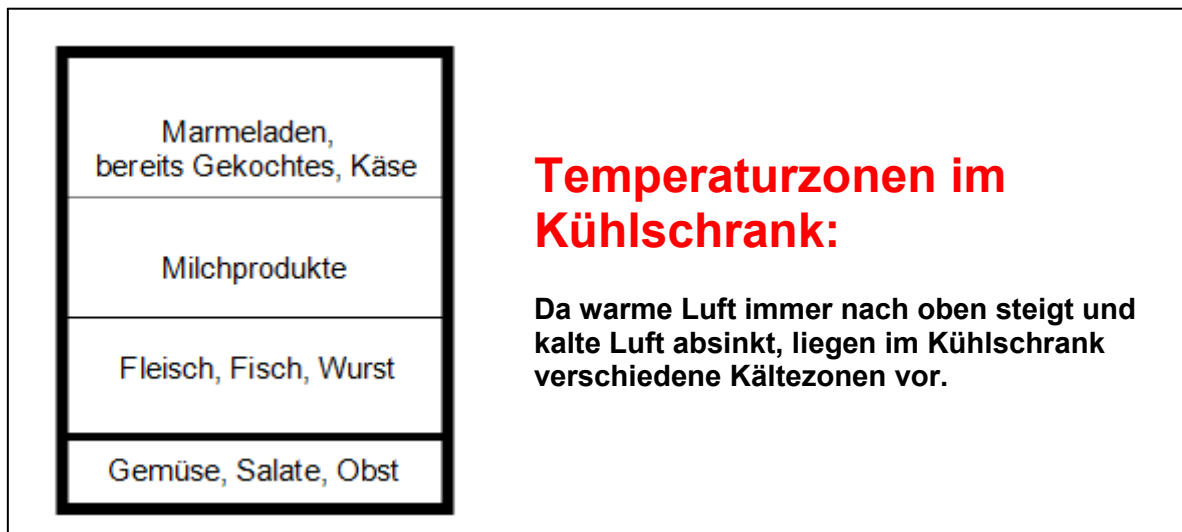 Marmeladen,
bereits Gekochtes, Käse
Milchprodukte
Fleisch, Fisch, Wurst
Gemüse, Salate, Obst
Temperaturzonen im
Kühlschrank:
Da warme Luft immer nach oben steigt und
kalte Luft absinkt, liegen im Kühlschrank
verschiedene Kältezonen vor.